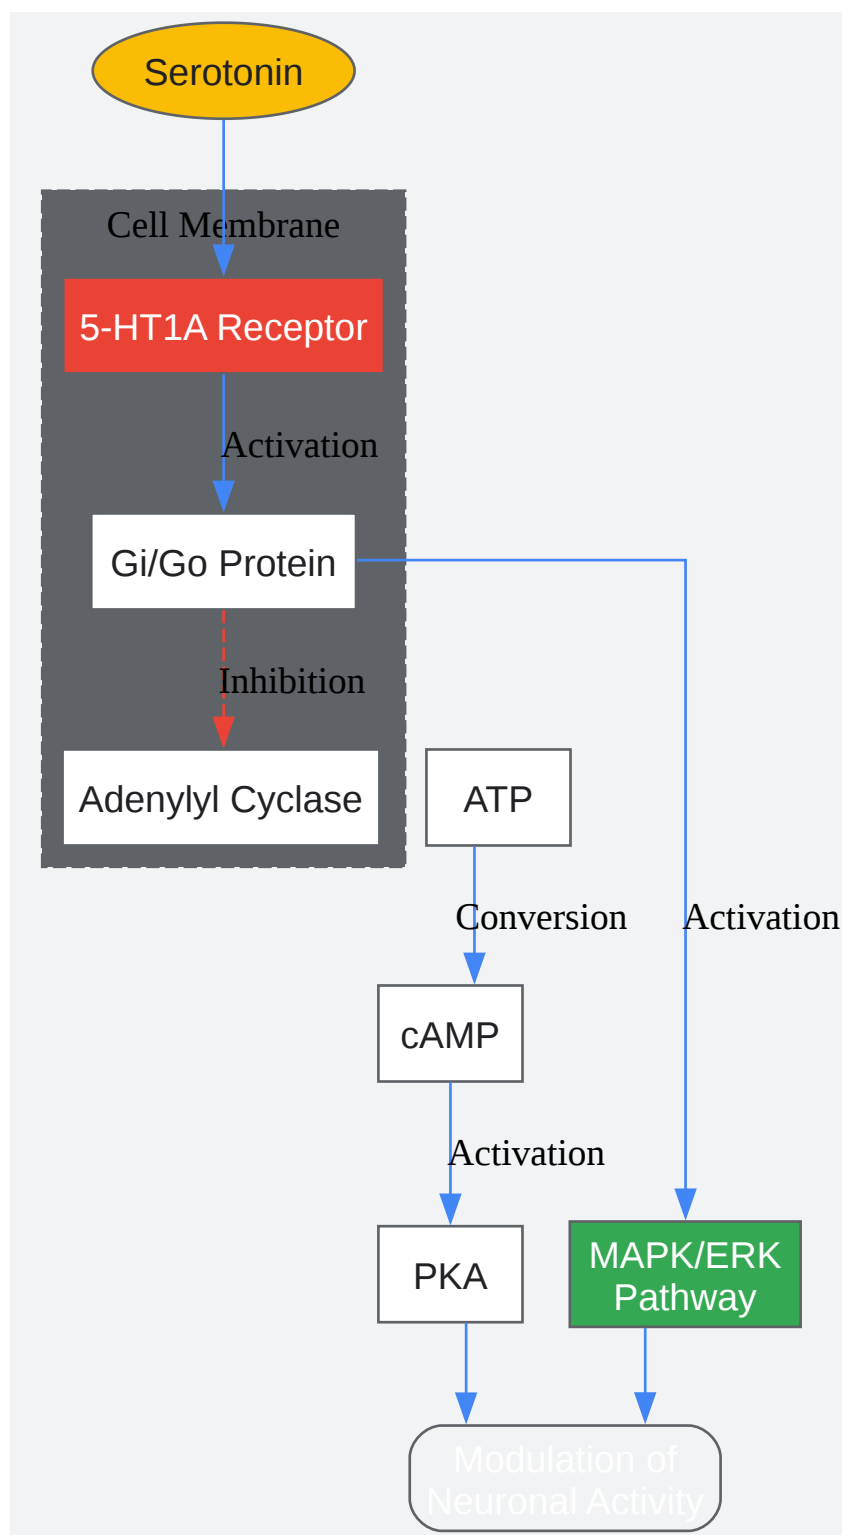 Serotonin
Cell Membrane
5-HT1A Receptor
Activation
Gi/Go Protein
Inhibition
Adenylyl Cyclase
ATP
Conversion
Activation
cAMP
Activation
PKA
MAPK/ERK
Pathway
Modulation of
Neuronal Activity